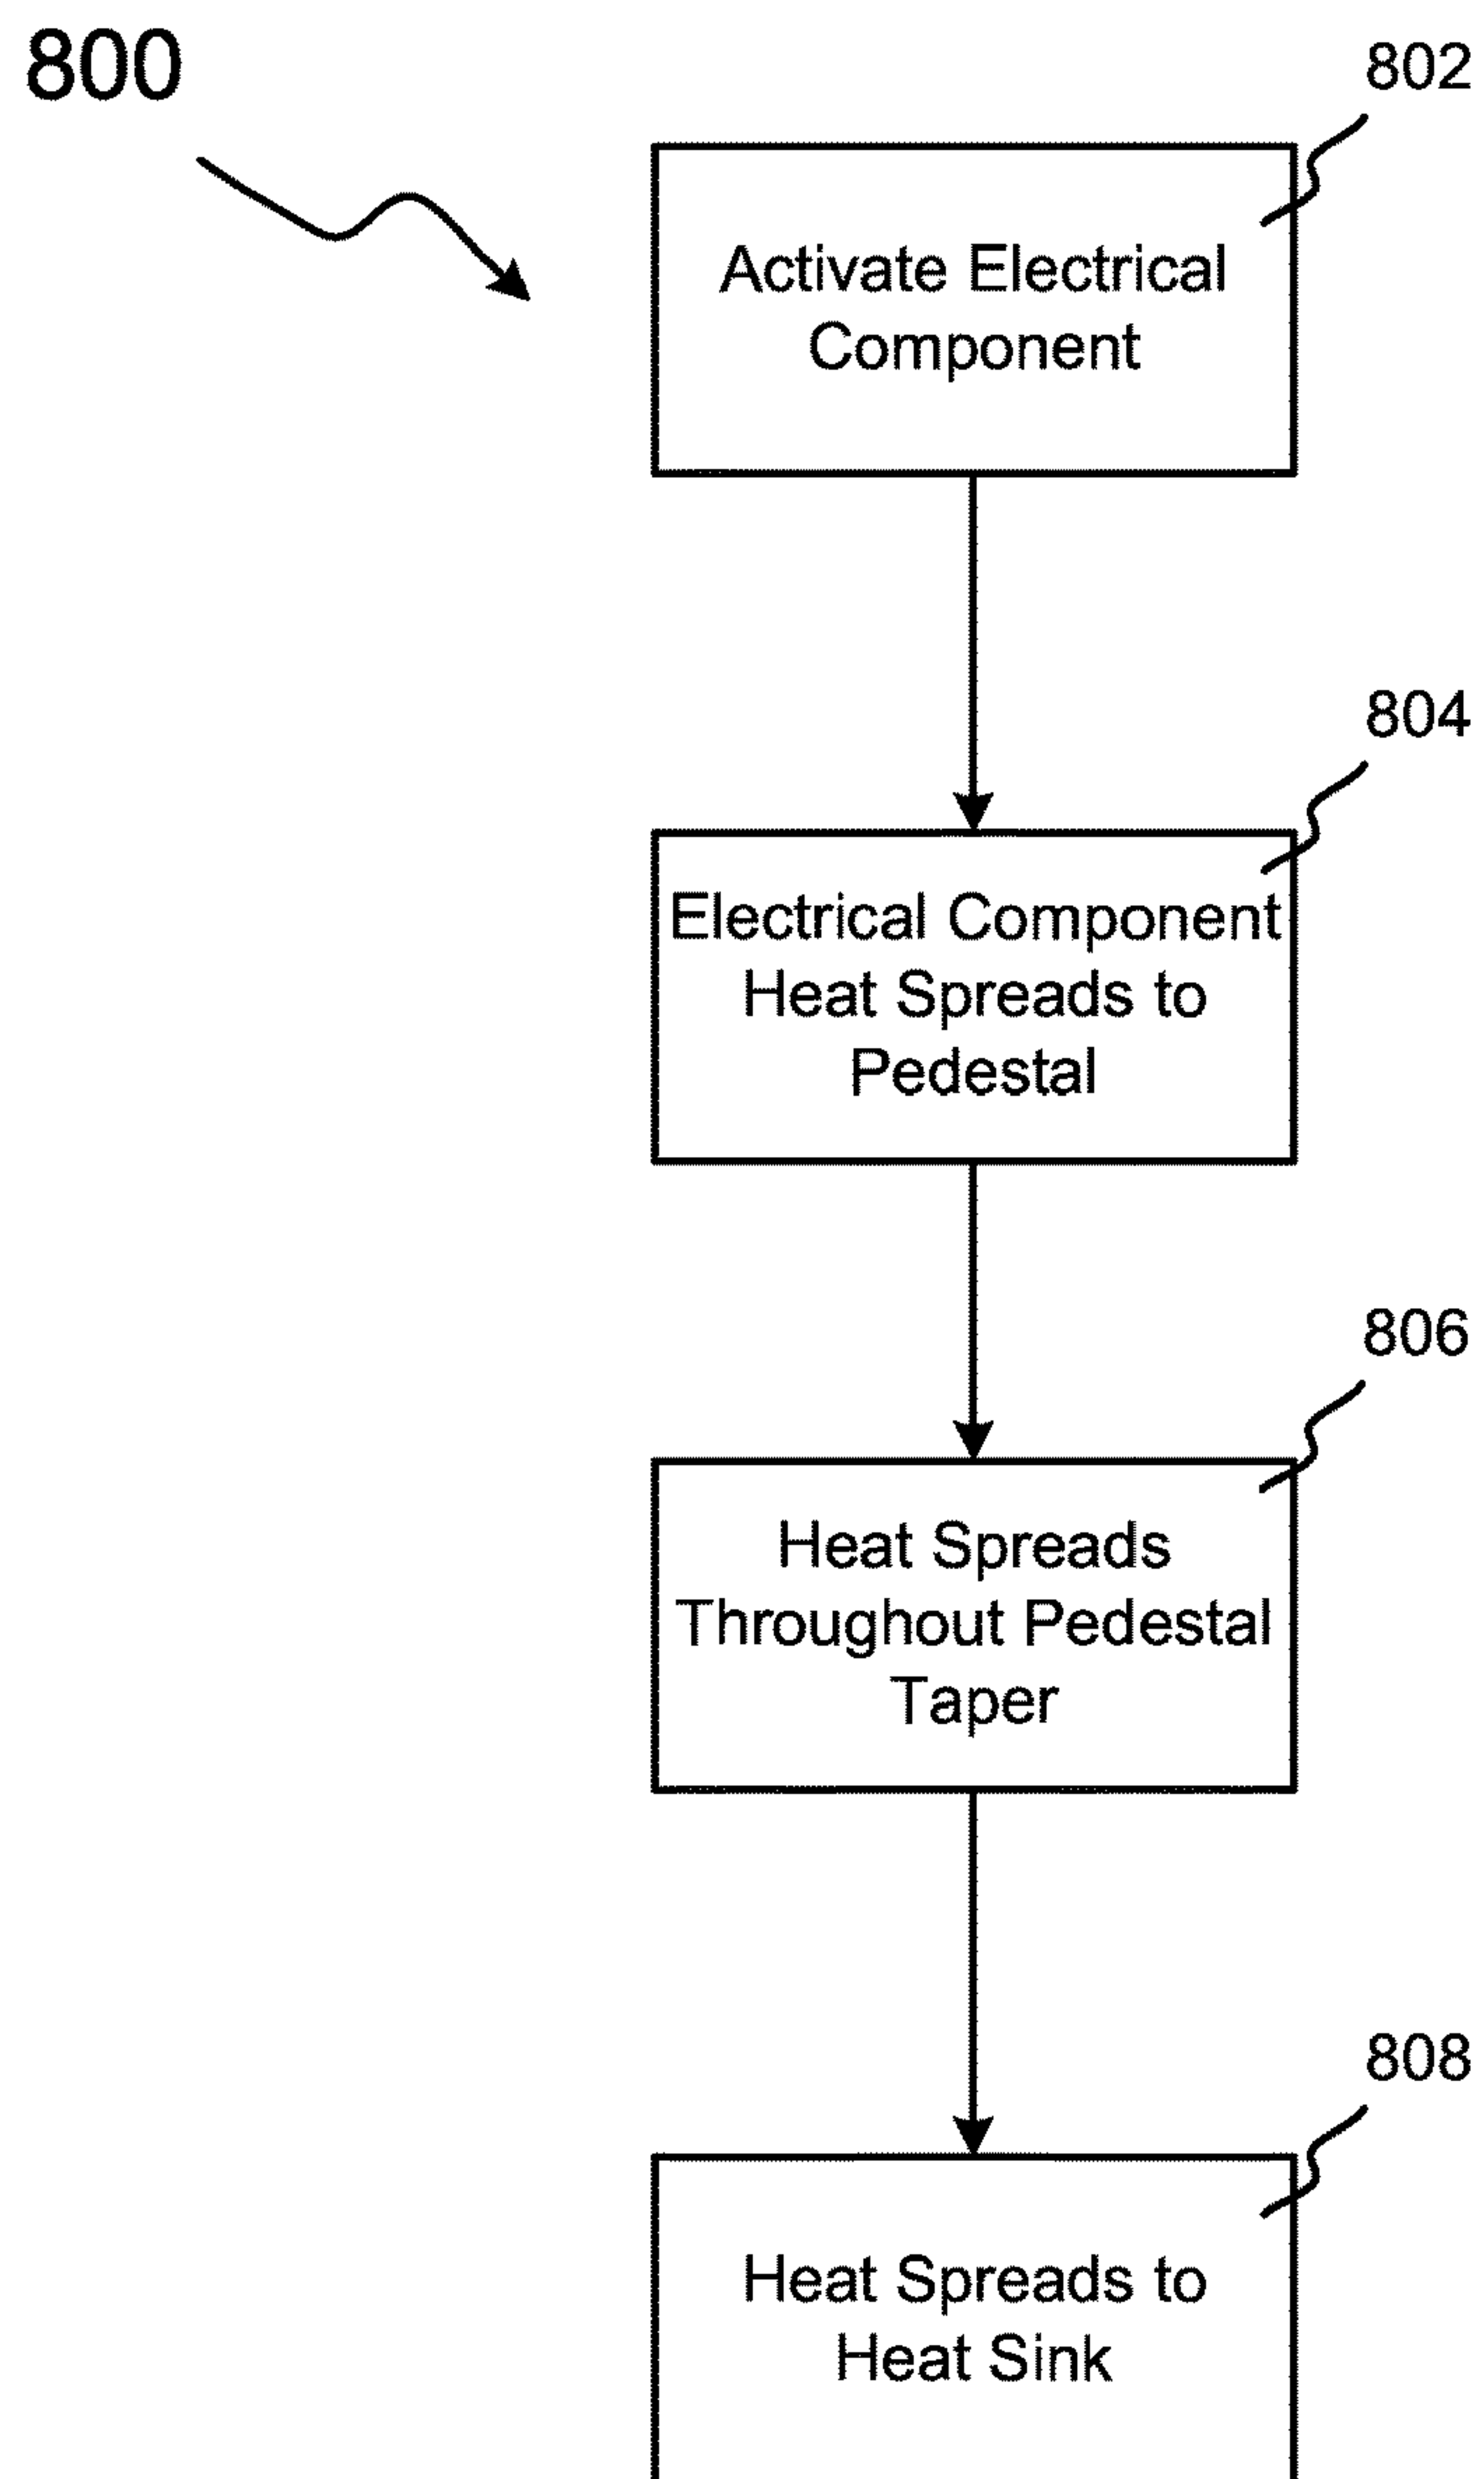 800
802
Activate Electrical
Component
804
Electrical Component
Heat Spreads to
Pedestal
806
Heat Spreads
Throughout Pedestal
Taper
808
Heat Spreads to
Heat Sink